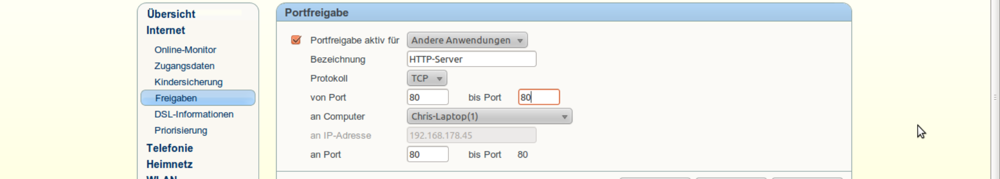 Übersicht
Internet
Online-Monitor
Zugangsdaten
Kindersicherung
Freigaben
DSL-Informationen
Priorisierung
Telefonie
Heimnetz
WLAN
Portfreigabe
Portfreigabe aktiv für Andere Anwendungen
Bezeichnung HTTP-Server
Protokoll TCP
von Port 80 bis Port 80
an Computer Chris-Laptop(1)
an IP-Adresse 192.168.178.45
an Port 80 bis Port 80